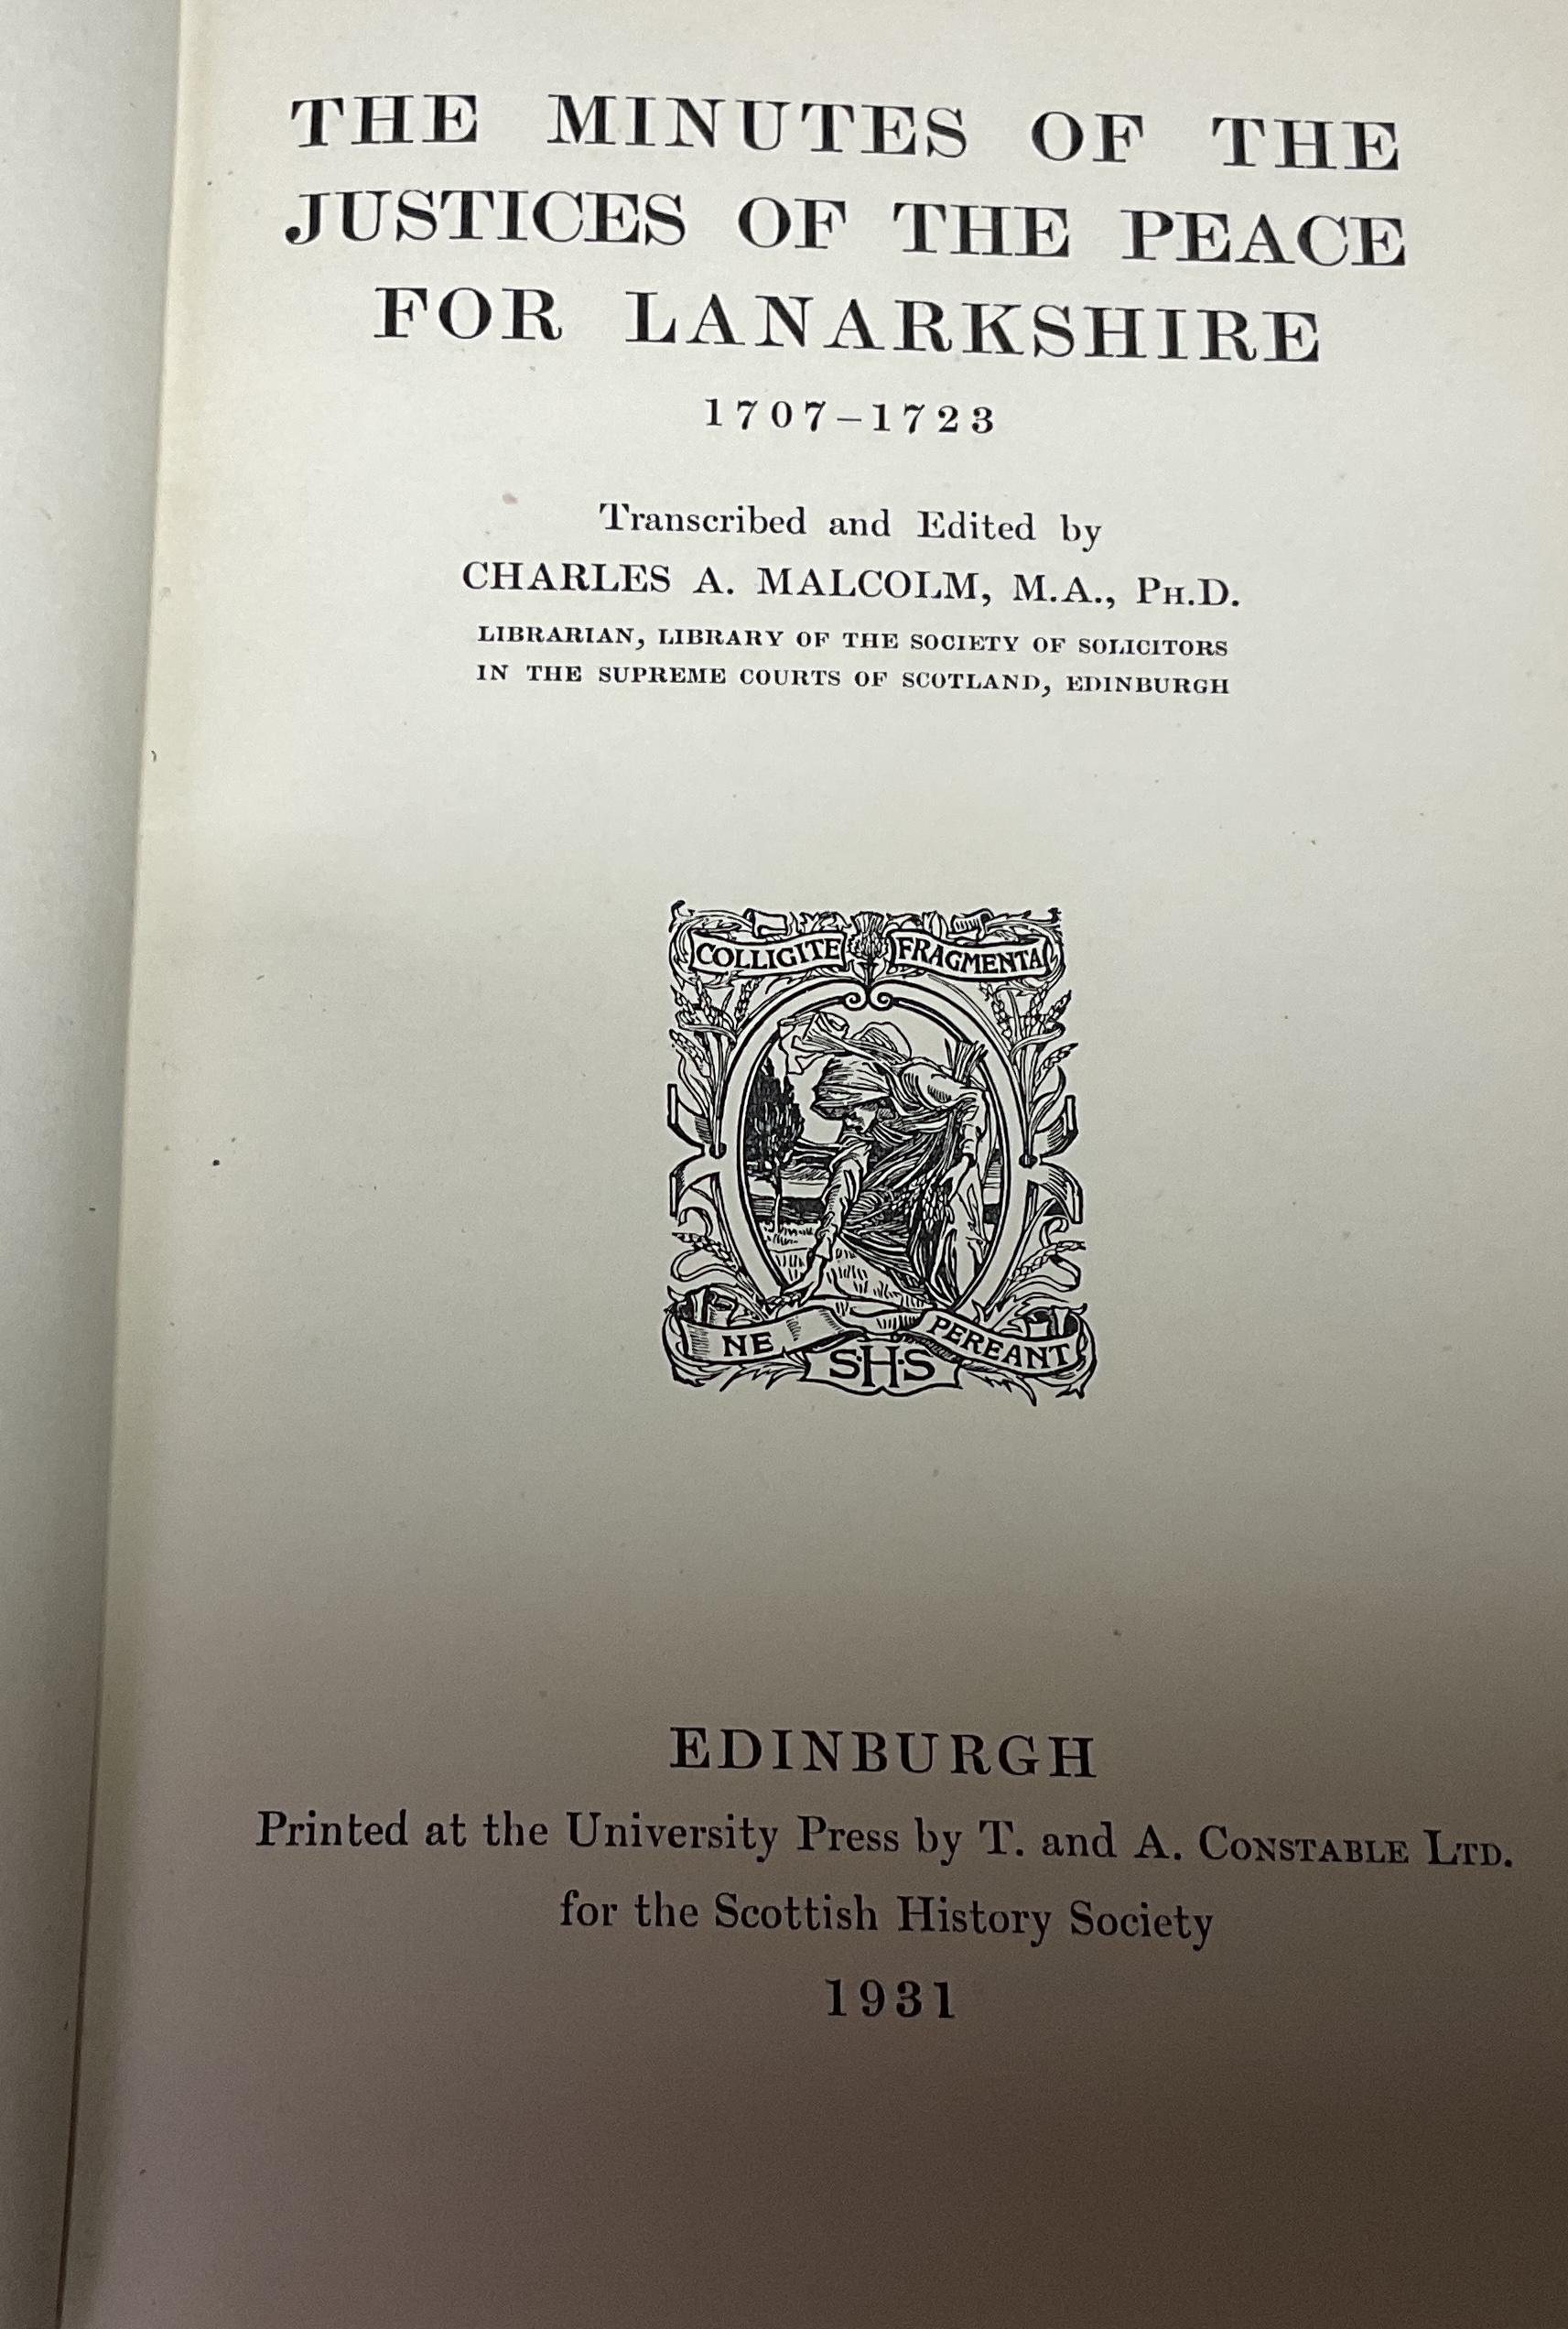 THE MINUTES OF THE
JUSTICES OF THE PEACE
FOR LANARKSHIRE
1707–1723
Transcribed and Edited by
CHARLES A. MALCOLM, M.A., PH.D.
LIBRARIAN, LIBRARY OF THE SOCIETY OF SOLICITORS
IN THE SUPREME COURTS OF SCOTLAND, EDINBURGH
COLLIGITE FRAGMENTA
NE PEREANT
S·H·S
EDINBURGH
Printed at the University Press by T. and A. CONSTABLE LTD.
for the Scottish History Society
1931